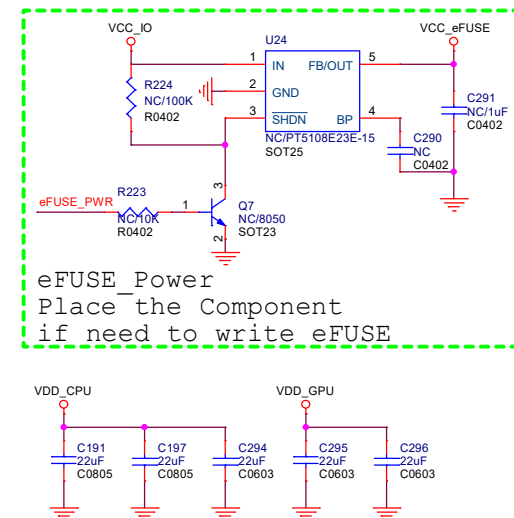 VCC_IO
VCC_eFUSE
U24
1 IN FB/OUT 5
2 GND
3 SHDN BP 4
NC/PT5108E23E-15
SOT25
R224
NC/100K
R0402
C291
NC/1uF
C0402
C290
NC
C0402
eFUSE_PWR
R223
NC/10K
R0402
1
3
2
Q7
NC/8050
SOT23
eFUSE_Power
Place the Component
if need to write eFUSE
VDD_CPU
VDD_GPU
C191
22uF
C0805
C197
22uF
C0805
C294
22uF
C0603
C295
22uF
C0603
C296
22uF
C0603